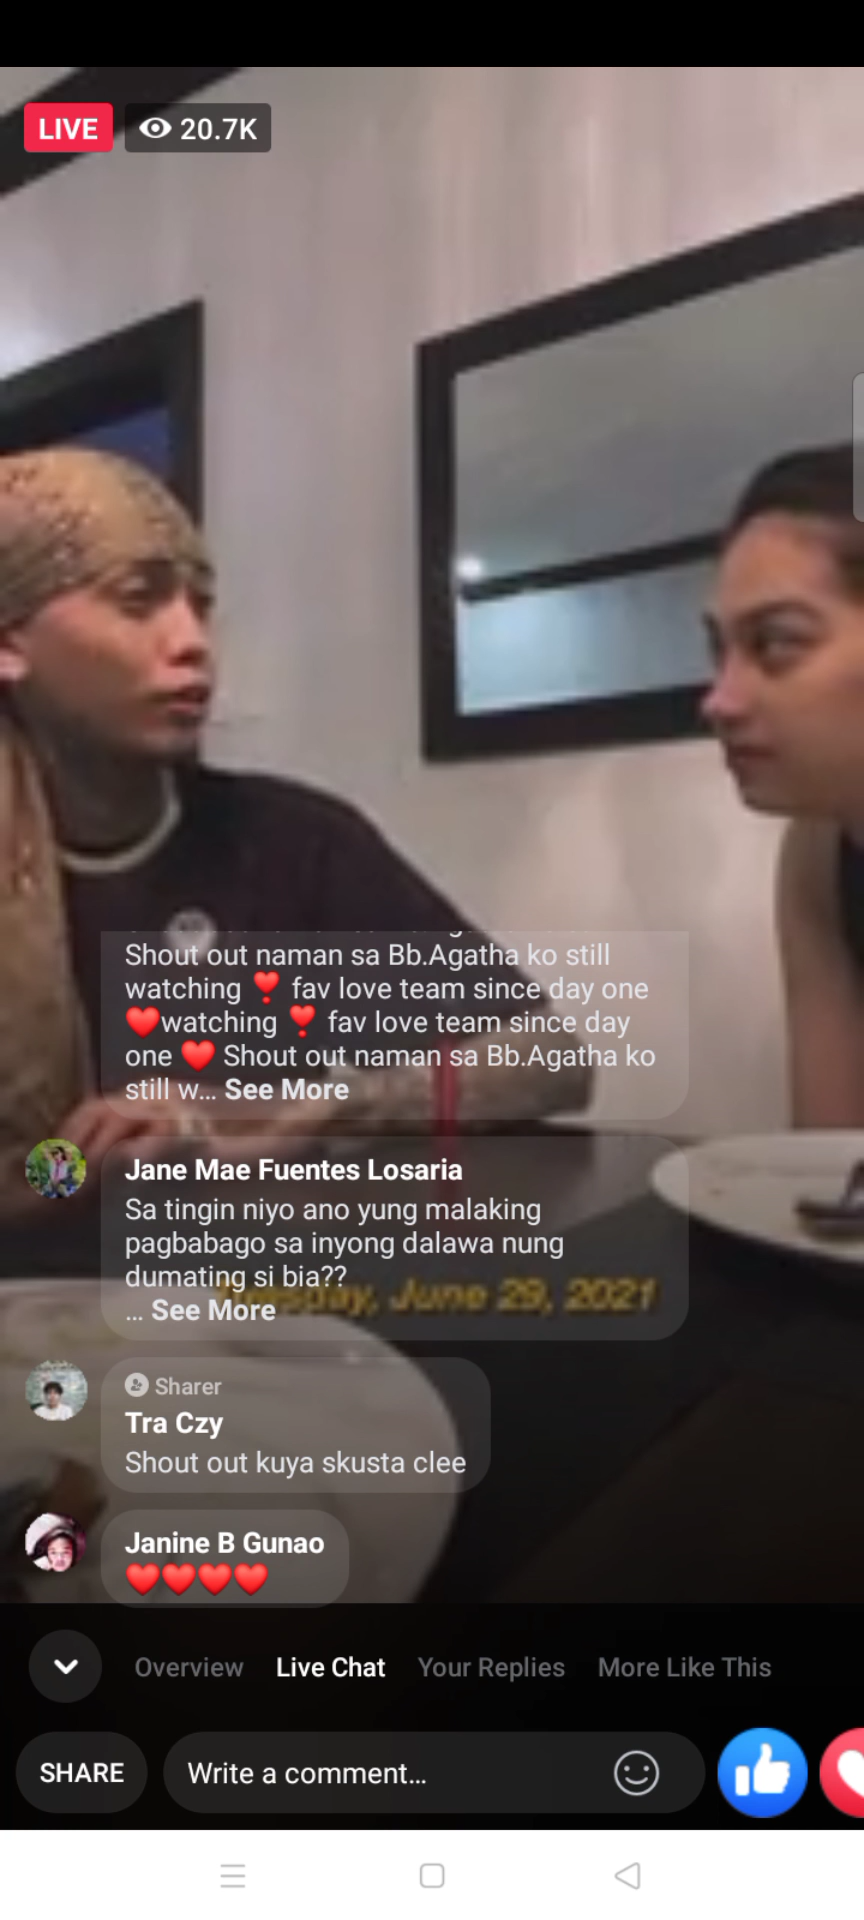 LIVE
20.7K
Shout out naman sa Bb.Agatha ko still
watching ❣️ fav love team since day one
❤️watching ❣️ fav love team since day
one ❤️ Shout out naman sa Bb.Agatha ko
still w... See More
Jane Mae Fuentes Losaria
Sa tingin niyo ano yung malaking
pagbabago sa inyong dalawa nung
dumating si bia??
... See More
Tuesday, June 29, 2021
Sharer
Tra Czy
Shout out kuya skusta clee
Janine B Gunao
❤️❤️❤️❤️
Overview Live Chat Your Replies More Like This
SHARE Write a comment...